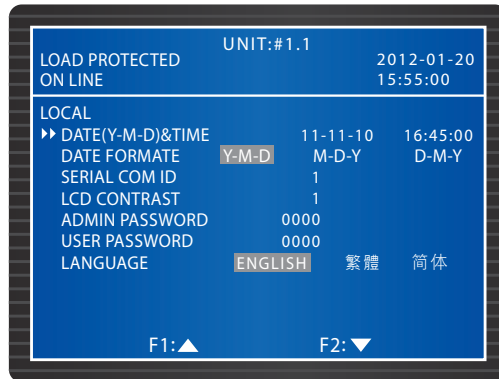 UNIT:#1.1
LOAD PROTECTED 2012-01-20
ON LINE 15:55:00
LOCAL
DATE(Y-M-D)&TIME 11-11-10 16:45:00
DATE FORMATE Y-M-D M-D-Y D-M-Y
SERIAL COM ID 1
LCD CONTRAST 1
ADMIN PASSWORD 0000
USER PASSWORD 0000
LANGUAGE ENGLISH 繁體 简体
F1:▲ F2:▼